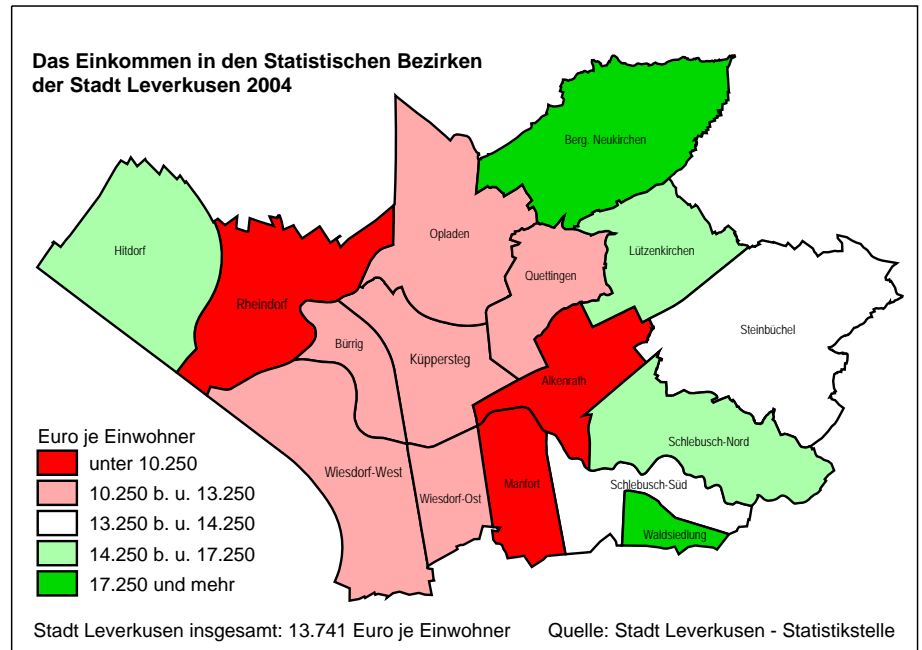 Das Einkommen in den Statistischen Bezirken
der Stadt Leverkusen 2004
Berg. Neukirchen
Opladen
Hitdorf
Lützenkirchen
Quettingen
Rheindorf
Steinbüchel
Bürrig
Küppersteg
Alkenrath
Schlebusch-Nord
Wiesdorf-West
Wiesdorf-Ost
Manfort
Schlebusch-Süd
Waldsiedlung
Euro je Einwohner
unter 10.250
10.250 b. u. 13.250
13.250 b. u. 14.250
14.250 b. u. 17.250
17.250 und mehr
Stadt Leverkusen insgesamt: 13.741 Euro je Einwohner
Quelle: Stadt Leverkusen - Statistikstelle